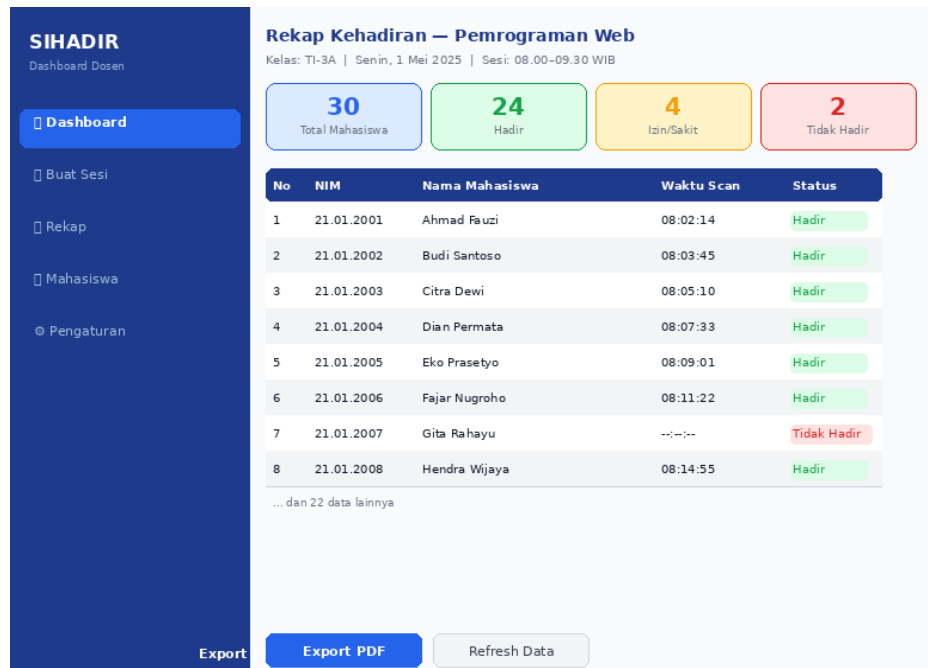 SIHADIR
Dashboard Dosen
Dashboard
Buat Sesi
Rekap
Mahasiswa
⚙ Pengaturan
Export
Rekap Kehadiran — Pemrograman Web
Kelas: TI-3A | Senin, 1 Mei 2025 | Sesi: 08.00–09.30 WIB
30 24 4 2
Total Mahasiswa Hadir Izin/Sakit Tidak Hadir
No NIM Nama Mahasiswa Waktu Scan Status
1 21.01.2001 Ahmad Fauzi 08:02:14 Hadir
2 21.01.2002 Budi Santoso 08:03:45 Hadir
3 21.01.2003 Citra Dewi 08:05:10 Hadir
4 21.01.2004 Dian Permata 08:07:33 Hadir
5 21.01.2005 Eko Prasetyo 08:09:01 Hadir
6 21.01.2006 Fajar Nugroho 08:11:22 Hadir
7 21.01.2007 Gita Rahayu --:--:-- Tidak Hadir
8 21.01.2008 Hendra Wijaya 08:14:55 Hadir
... dan 22 data lainnya
Export PDF Refresh Data